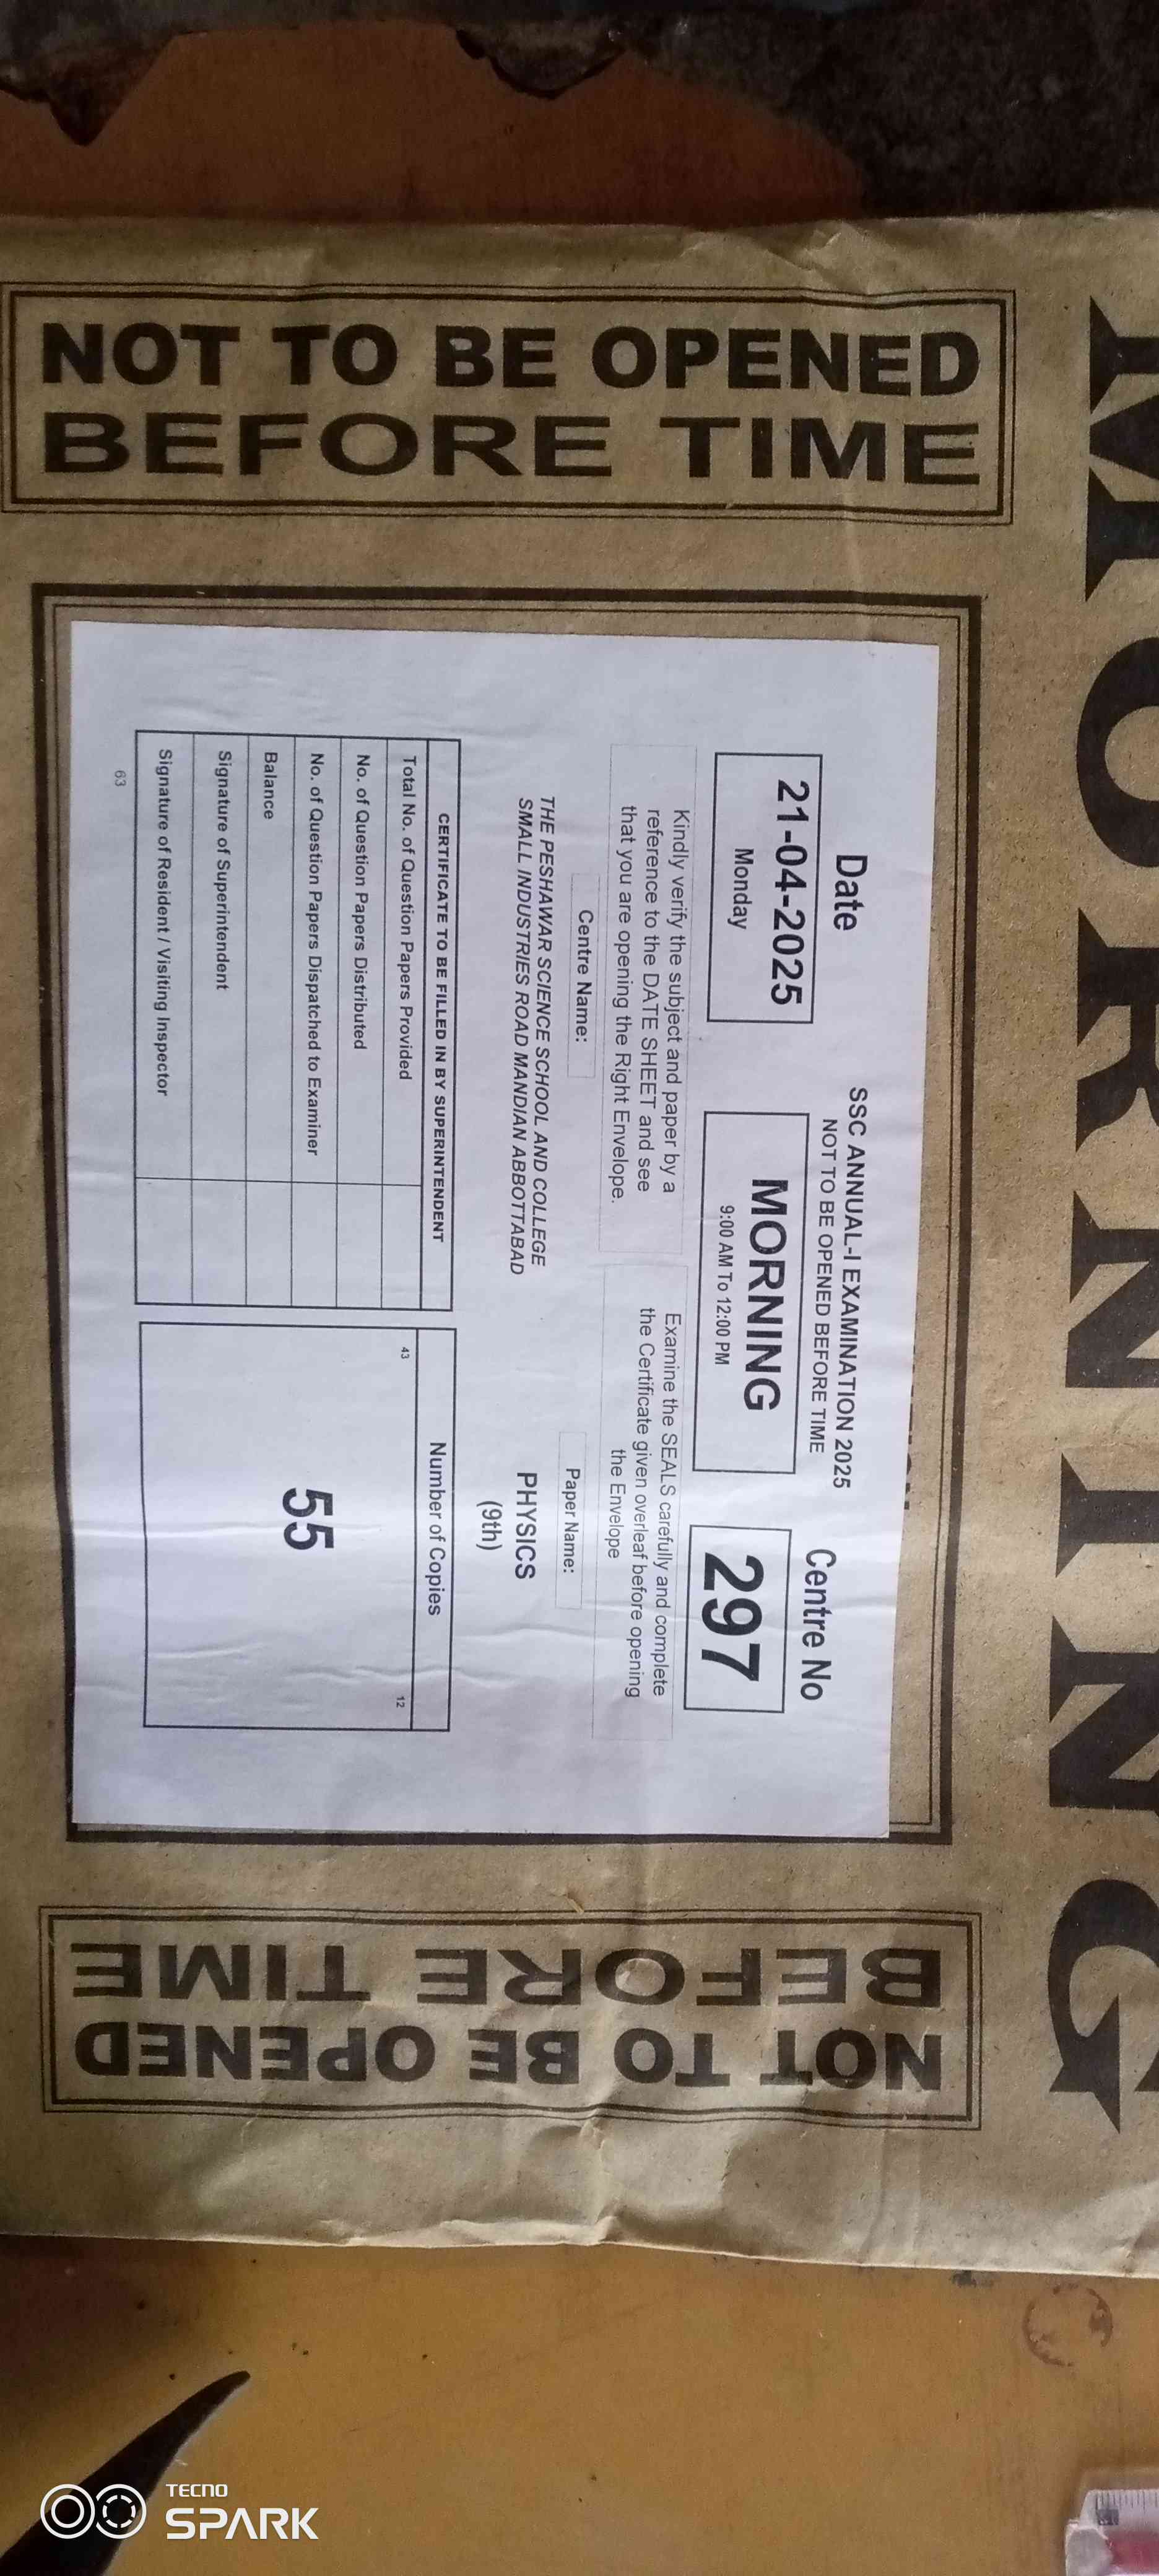 MORNING
NOT TO BE OPENED
BEFORE TIME
SSC ANNUAL-I EXAMINATION 2025
NOT TO BE OPENED BEFORE TIME
Date
21-04-2025
Monday
MORNING
9:00 AM To 12:00 PM
Centre No
297
Kindly verify the subject and paper by a
reference to the DATE SHEET and see
that you are opening the Right Envelope.
Examine the SEALS carefully and complete
the Certificate given overleaf before opening
the Envelope
Centre Name:
THE PESHAWAR SCIENCE SCHOOL AND COLLEGE
SMALL INDUSTRIES ROAD MANDIAN ABBOTTABAD
Paper Name:
PHYSICS
(9th)
CERTIFICATE TO BE FILLED IN BY SUPERINTENDENT
Total No. of Question Papers Provided
No. of Question Papers Distributed
No. of Question Papers Dispatched to Examiner
Balance
Signature of Superintendent
Signature of Resident / Visiting Inspector
Number of Copies
43
12
55
63
NOT TO BE OPENED
BEFORE TIME
TECNO
SPARK